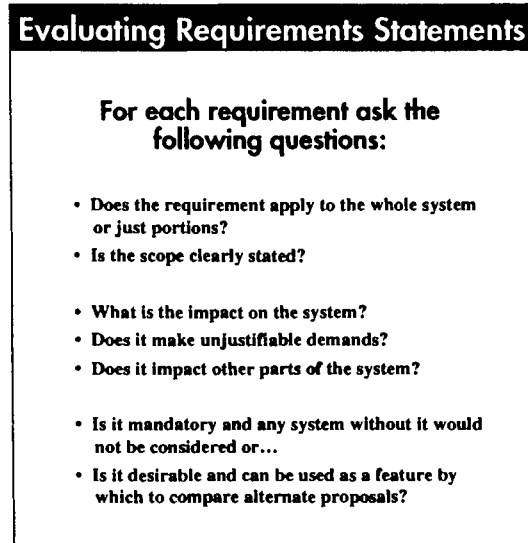 Evaluating Requirements Statements
For each requirement ask the
following questions:
• Does the requirement apply to the whole system
or just portions?
• Is the scope clearly stated?
• What is the impact on the system?
• Does it make unjustifiable demands?
• Does it impact other parts of the system?
• Is it mandatory and any system without it would
not be considered or...
• Is it desirable and can be used as a feature by
which to compare alternate proposals?